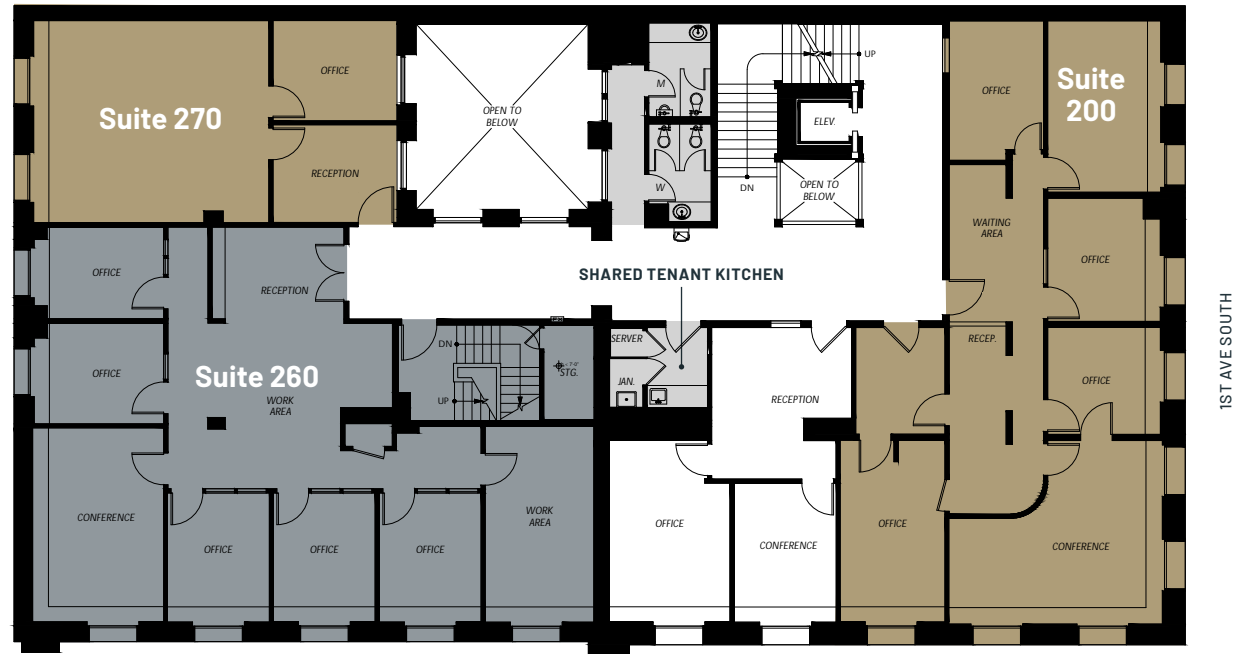 Suite 270
OFFICE
RECEPTION
OPEN TO
BELOW
M
W
UP
ELEV.
DN
OPEN TO
BELOW
OFFICE
Suite
200
WAITING
AREA
OFFICE
OFFICE
RECEPTION
SHARED TENANT KITCHEN
1ST AVE SOUTH
OFFICE
Suite 260
WORK
AREA
DN
UP
STG.
SERVER
JAN.
RECEPTION
RECEP.
OFFICE
CONFERENCE
OFFICE
OFFICE
OFFICE
WORK
AREA
OFFICE
CONFERENCE
OFFICE
CONFERENCE